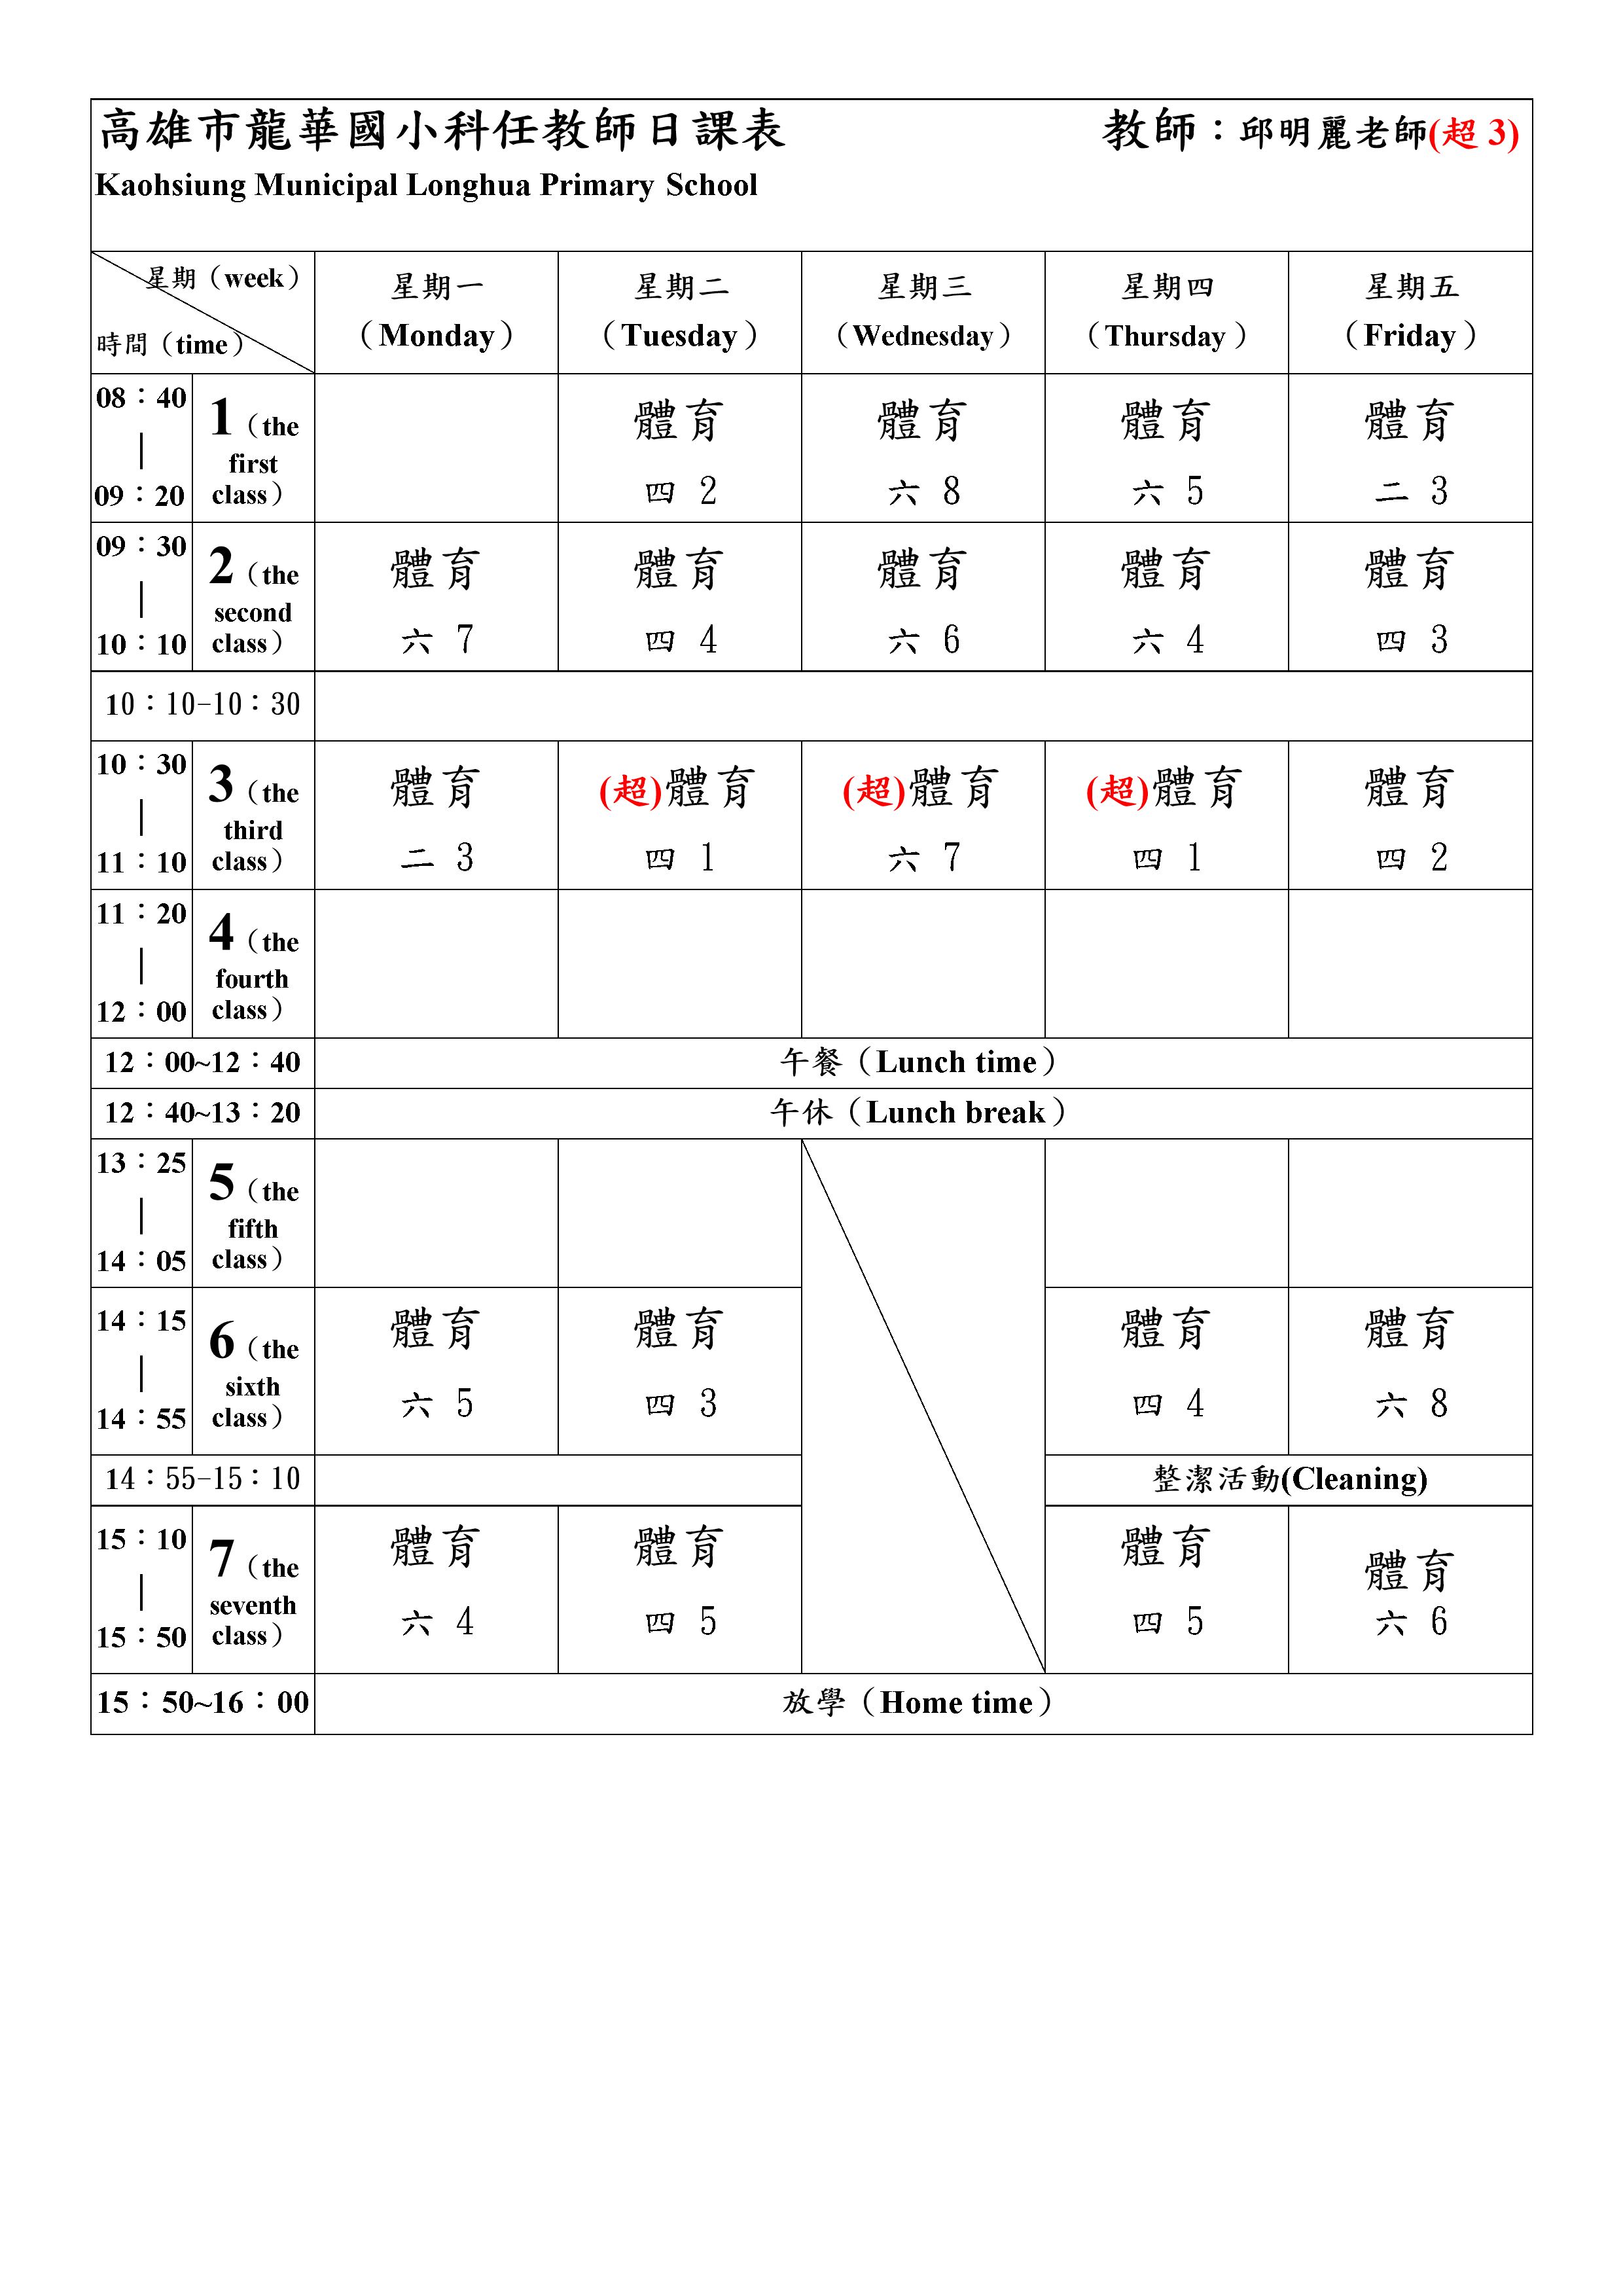 高雄市龍華國小科任教師日課表 教師：邱明麗老師(超3)
Kaohsiung Municipal Longhua Primary School
星期（week） 時間（time） 星期一（Monday） 星期二（Tuesday） 星期三（Wednesday） 星期四（Thursday） 星期五（Friday）
08：40｜09：20 1（the first class） 體育 四 2 體育 六 8 體育 六 5 體育 二 3
09：30｜10：10 2（the second class） 體育 六 7 體育 四 4 體育 六 6 體育 六 4 體育 四 3
10：10-10：30
10：30｜11：10 3（the third class） 體育 二 3 (超)體育 四 1 (超)體育 六 7 (超)體育 四 1 體育 四 2
11：20｜12：00 4（the fourth class）
12：00~12：40 午餐（Lunch time）
12：40~13：20 午休（Lunch break）
13：25｜14：05 5（the fifth class）
14：15｜14：55 6（the sixth class） 體育 六 5 體育 四 3 體育 四 4 體育 六 8
14：55-15：10 整潔活動(Cleaning)
15：10｜15：50 7（the seventh class） 體育 六 4 體育 四 5 體育 四 5 體育 六 6
15：50~16：00 放學（Home time）